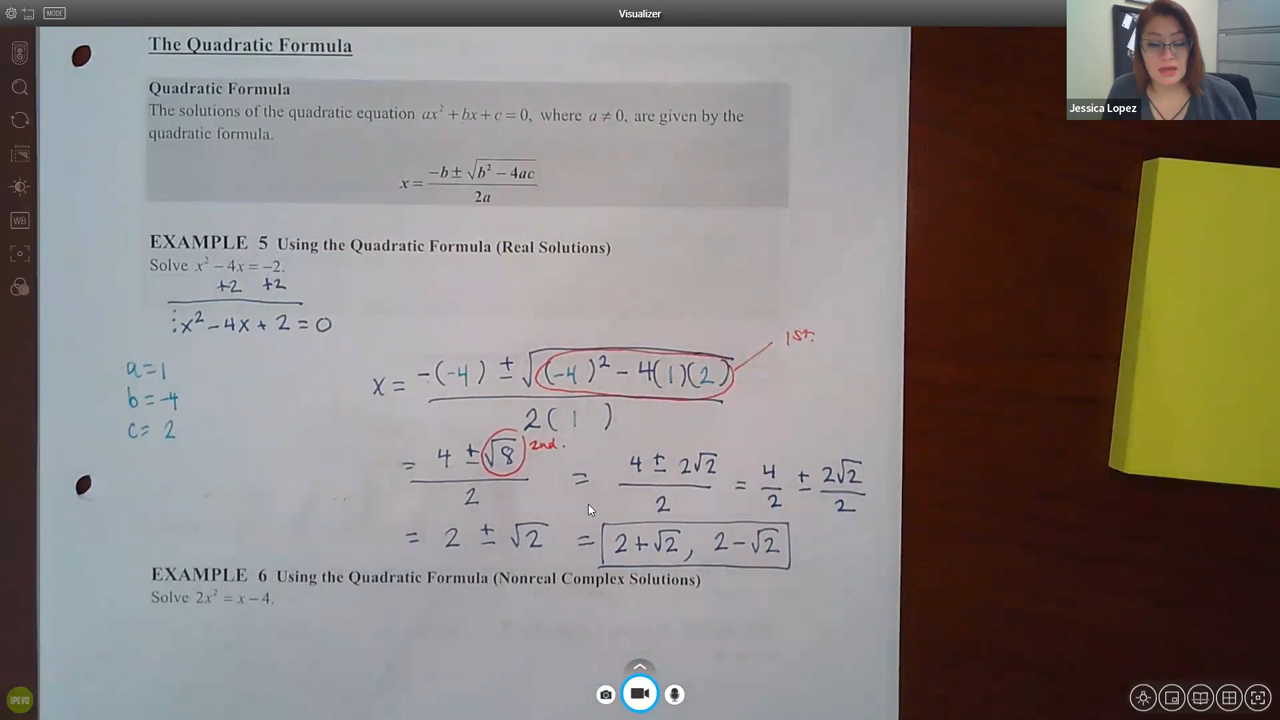 MODE
Visualizer
Jessica Lopez
WB
The Quadratic Formula
Quadratic Formula
The solutions of the quadratic equation ax² + bx + c = 0, where a ≠ 0, are given by the
quadratic formula.
x = (-b ± √(b² - 4ac)) / 2a
EXAMPLE 5 Using the Quadratic Formula (Real Solutions)
Solve x² - 4x = -2.
+2 +2
x² - 4x + 2 = 0
1st.
a = 1
b = -4
c = 2
x = (-(-4) ± √((-4)² - 4(1)(2))) / 2(1)
= (4 ± √8) / 2 2nd. = (4 ± 2√2) / 2 = 4/2 ± 2√2/2
= 2 ± √2 = 2+√2, 2-√2
EXAMPLE 6 Using the Quadratic Formula (Nonreal Complex Solutions)
Solve 2x² = x - 4.
IPEVO